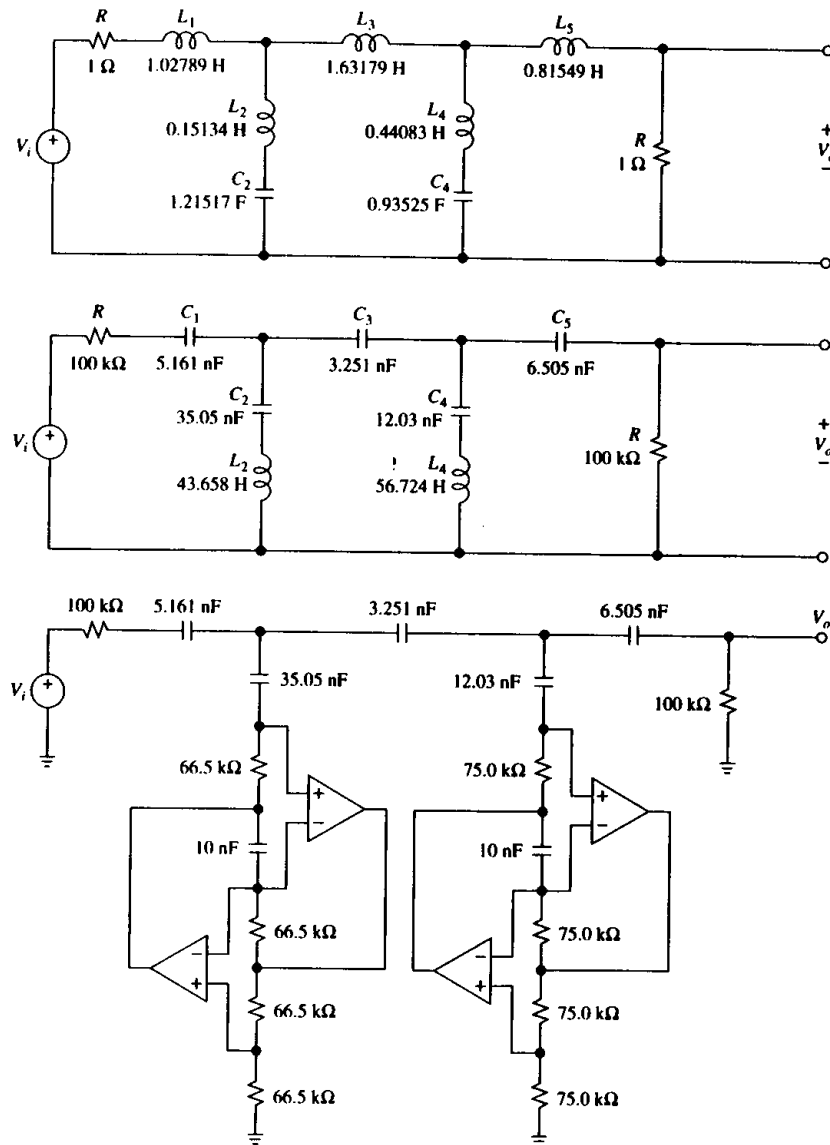 R L1 L3 L5
1 Ω 1.02789 H 1.63179 H 0.81549 H
L2
0.15134 H
L4
0.44083 H
Vi
+
C2
1.21517 F
C4
0.93525 F
R
1 Ω
+
−
R C1 C3 C5
100 kΩ 5.161 nF 3.251 nF 6.505 nF
C2
35.05 nF
C4
12.03 nF
Vi
+
L2
43.658 H
L4
56.724 H
R
100 kΩ
+
Vo
−
100 kΩ 5.161 nF 3.251 nF 6.505 nF Vo
Vi
+
35.05 nF 12.03 nF 100 kΩ
66.5 kΩ 75.0 kΩ
+ +
− −
10 nF 10 nF
66.5 kΩ 75.0 kΩ
− −
+ +
66.5 kΩ 75.0 kΩ
66.5 kΩ 75.0 kΩ